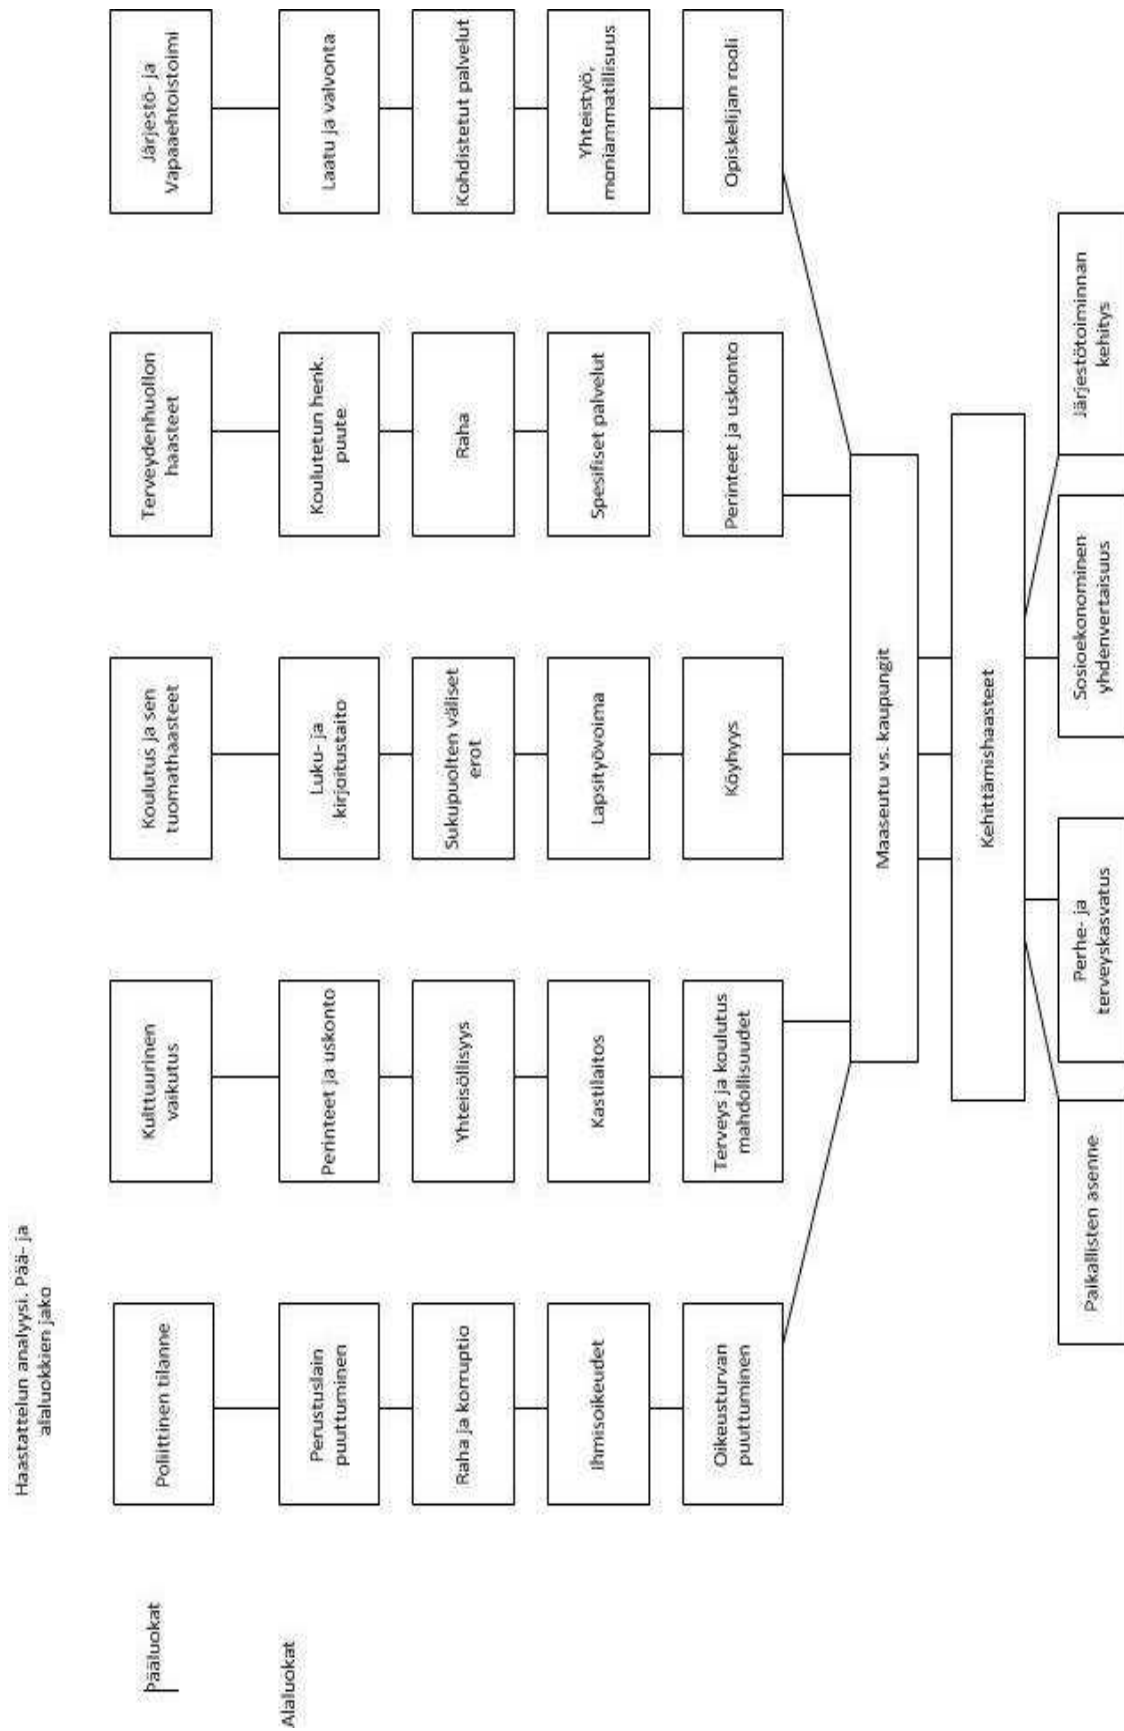 Haastattelun analyysi. Pää- ja
alaluokkien jako
Pääluokat
Poliittinen tilanne
Kulttuurinen
vaikutus
Koulutus ja sen
tuomathaasteet
Terveydenhuollon
haasteet
Järjestö- ja
Vapaaehtoistoimi
Alaluokat
Perustuslain
puuttuminen
Perinteet ja uskonto
Luku- ja
kirjoitustaito
Koulutetun henk.
puute
Laatu ja valvonta
Raha ja korruptio
Yhteisöllisyys
Sukupuolten väliset
erot
Raha
Kohdistetut palvelut
Ihmisoikeudet
Kastilaitos
Lapsityövoima
Spesifiset palvelut
Yhteistyö,
moniammatillisuus
Oikeusturvan
puuttuminen
Terveys ja koulutus
mahdollisuudet
Köyhyys
Perinteet ja uskonto
Opiskelijan rooli
Maaseutu vs. kaupungit
Kehittämishaasteet
Paikallisten asenne
Perhe- ja
terveyskasvatus
Sosioekonominen
yhdenvertaisuus
Järjestötoiminnan
kehitys